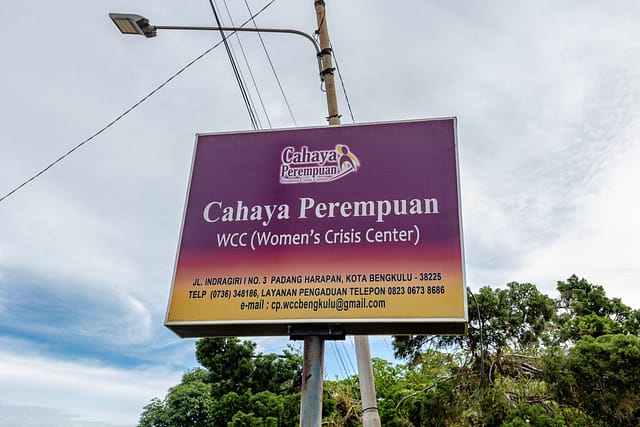 Cahaya
Perempuan
Cahaya Perempuan
WCC (Women's Crisis Center)
JL. INDRAGIRI I NO. 3 PADANG HARAPAN, KOTA BENGKULU - 38225
TELP (0736) 348186, LAYANAN PENGADUAN TELEPON 0823 0673 8686
e-mail : cp.wccbengkulu@gmail.com